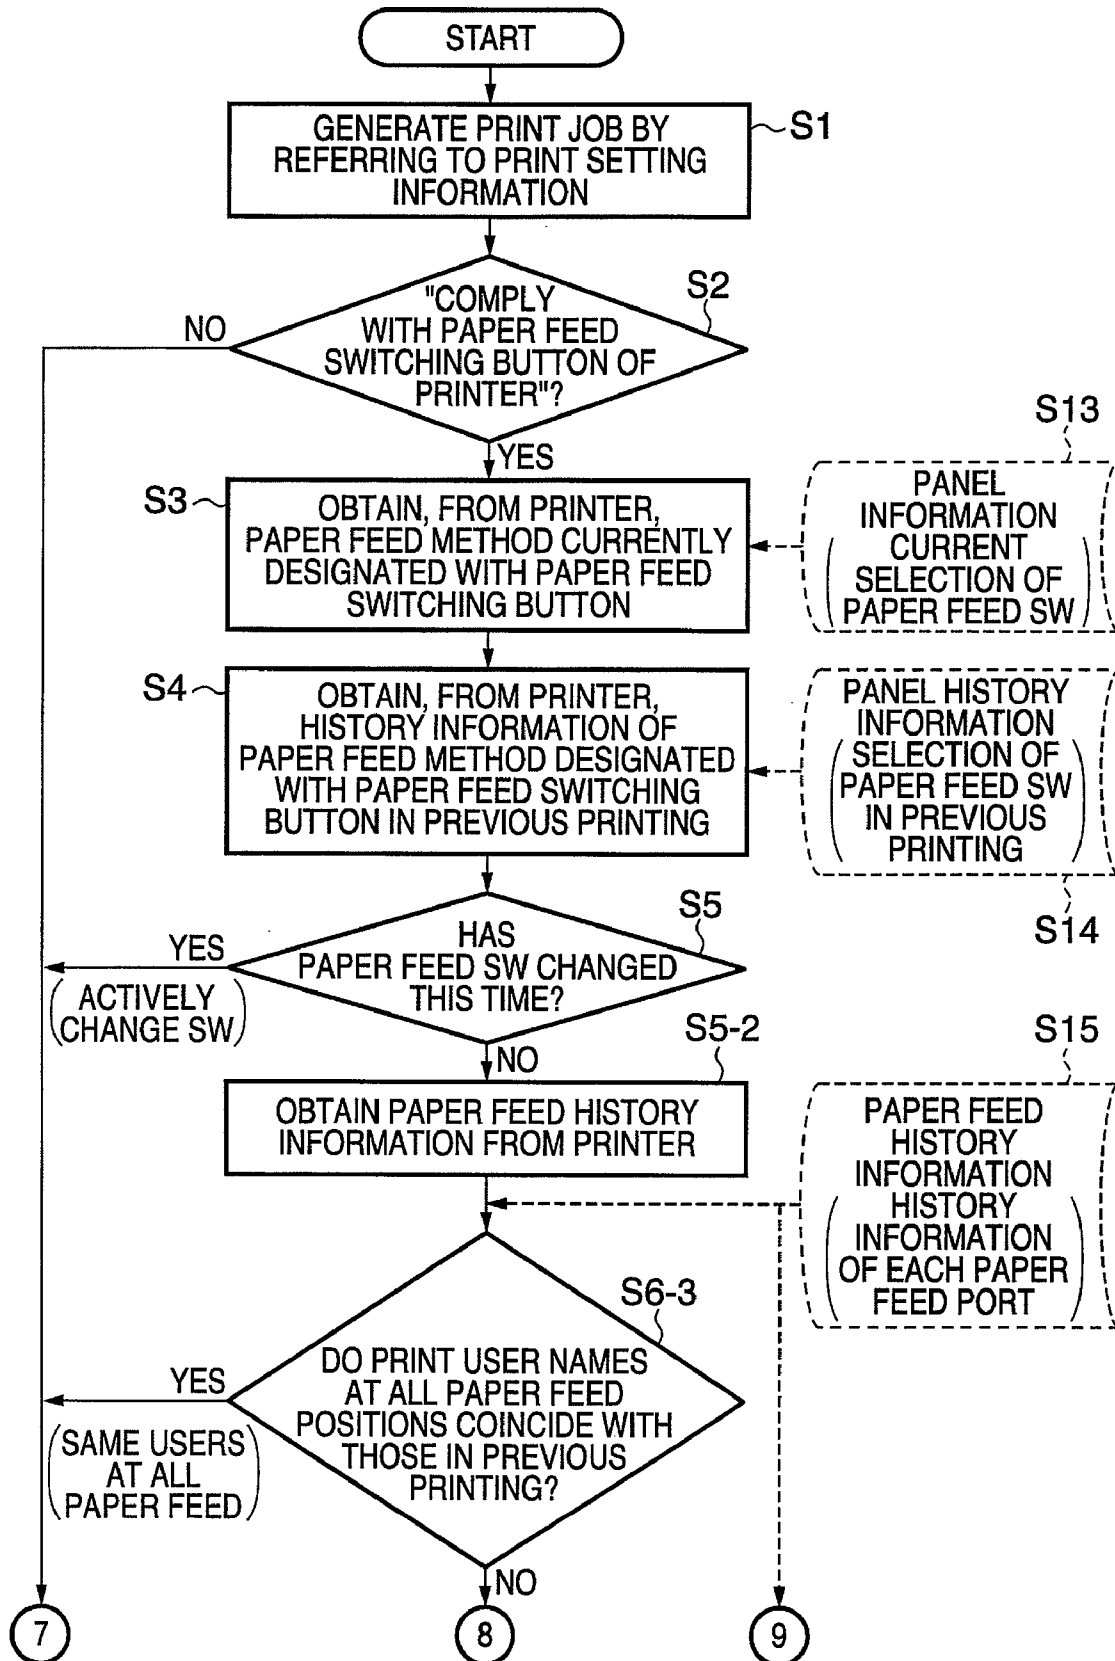 START
GENERATE PRINT JOB BY
REFERRING TO PRINT SETTING
INFORMATION
S1
"COMPLY
WITH PAPER FEED
SWITCHING BUTTON OF
PRINTER"?
S2
NO
YES
S3
OBTAIN, FROM PRINTER,
PAPER FEED METHOD CURRENTLY
DESIGNATED WITH PAPER FEED
SWITCHING BUTTON
S13
PANEL
INFORMATION
(CURRENT
SELECTION OF
PAPER FEED SW)
S4
OBTAIN, FROM PRINTER,
HISTORY INFORMATION OF
PAPER FEED METHOD DESIGNATED
WITH PAPER FEED SWITCHING
BUTTON IN PREVIOUS PRINTING
PANEL HISTORY
INFORMATION
(SELECTION OF
PAPER FEED SW
IN PREVIOUS
PRINTING)
S14
HAS
PAPER FEED SW CHANGED
THIS TIME?
S5
YES
(ACTIVELY
CHANGE SW)
NO
S5-2
OBTAIN PAPER FEED HISTORY
INFORMATION FROM PRINTER
S15
PAPER FEED
HISTORY
INFORMATION
(HISTORY
INFORMATION
OF EACH PAPER
FEED PORT)
S6-3
DO PRINT USER NAMES
AT ALL PAPER FEED
POSITIONS COINCIDE WITH
THOSE IN PREVIOUS
PRINTING?
YES
(SAME USERS
AT ALL
PAPER FEED)
NO
7
8
9